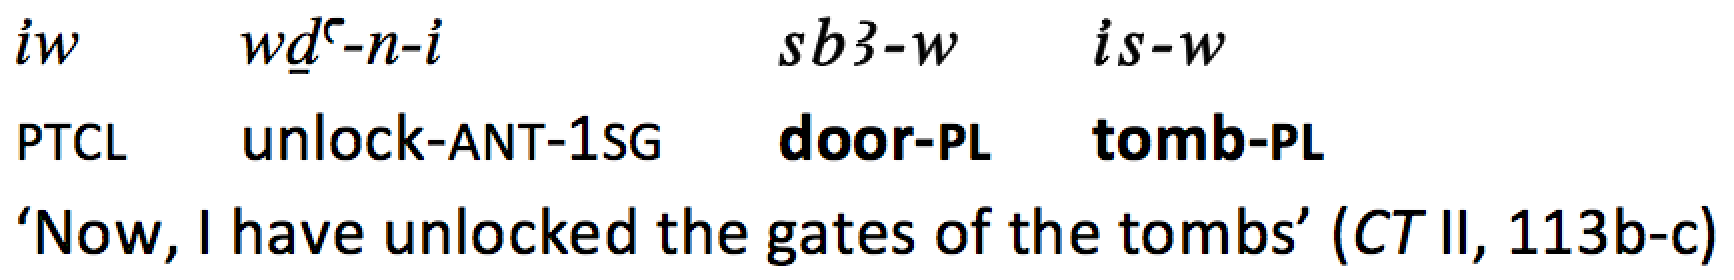 iw wḏꜥ-n-i sbꜣ-w is-w
PTCL unlock-ANT-1SG door-PL tomb-PL
‘Now, I have unlocked the gates of the tombs’ (CT II, 113b-c)